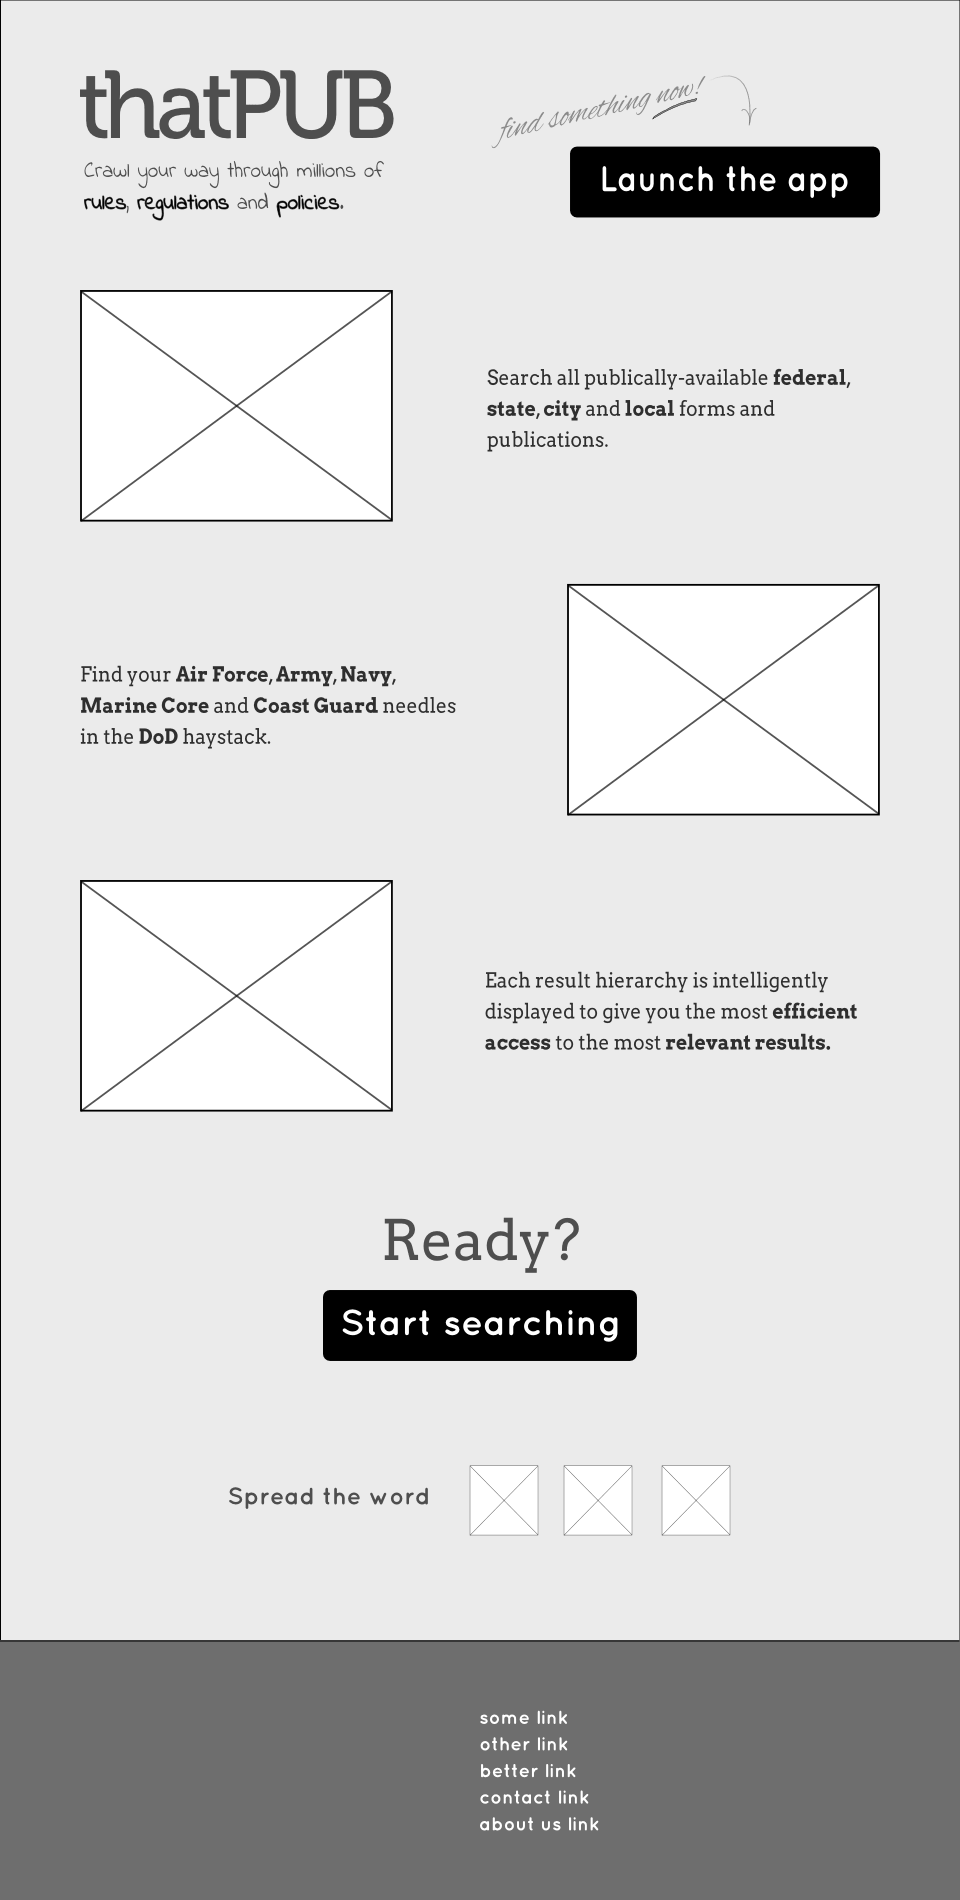 thatPUB
Crawl your way through millions of
rules, regulations and policies.
find something now!
Launch the app
Search all publically-available federal,
state, city and local forms and
publications.
Find your Air Force, Army, Navy,
Marine Core and Coast Guard needles
in the DoD haystack.
Each result hierarchy is intelligently
displayed to give you the most efficient
access to the most relevant results.
Ready?
Start searching
Spread the word
some link
other link
better link
contact link
about us link